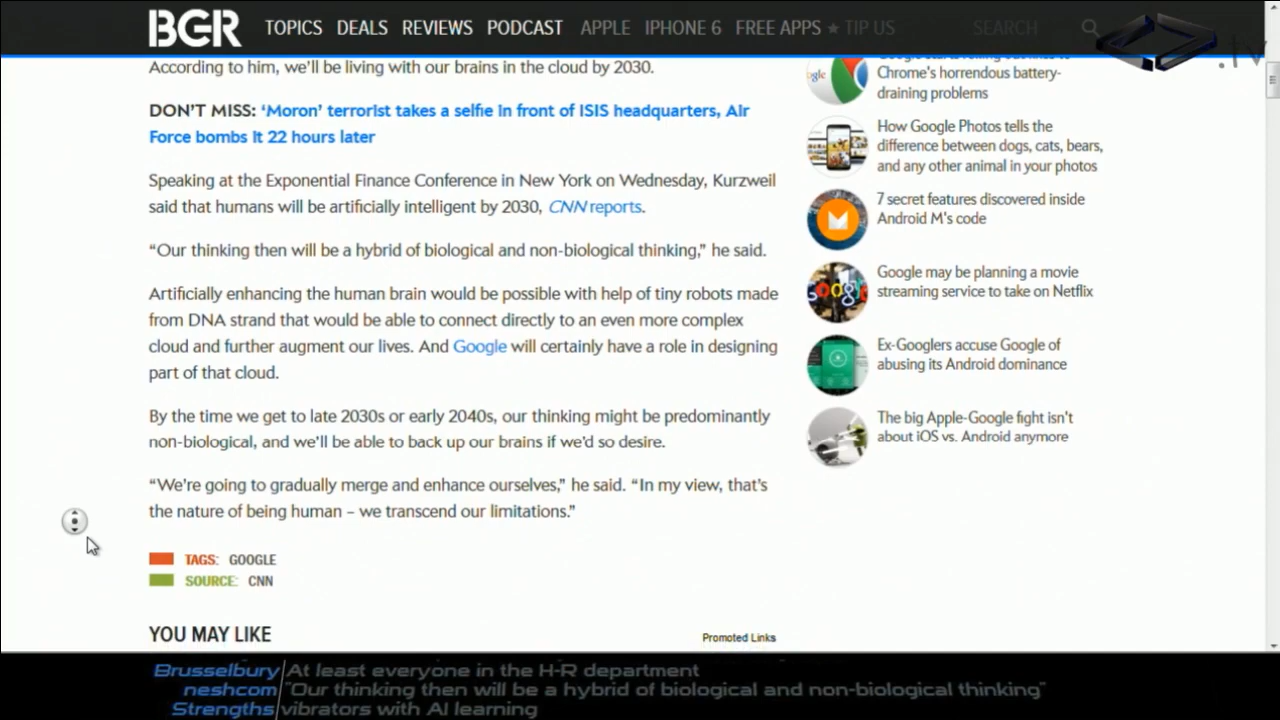 BGR TOPICS DEALS REVIEWS PODCAST APPLE IPHONE 6 FREE APPS ★ TIP US SEARCH
.tv
According to him, we'll be living with our brains in the cloud by 2030.
DON'T MISS: 'Moron' terrorist takes a selfie in front of ISIS headquarters, Air
Force bombs it 22 hours later
Speaking at the Exponential Finance Conference in New York on Wednesday, Kurzweil
said that humans will be artificially intelligent by 2030, CNN reports.
“Our thinking then will be a hybrid of biological and non-biological thinking,” he said.
Artificially enhancing the human brain would be possible with help of tiny robots made
from DNA strand that would be able to connect directly to an even more complex
cloud and further augment our lives. And Google will certainly have a role in designing
part of that cloud.
By the time we get to late 2030s or early 2040s, our thinking might be predominantly
non-biological, and we'll be able to back up our brains if we'd so desire.
“We're going to gradually merge and enhance ourselves,” he said. “In my view, that's
the nature of being human – we transcend our limitations.”
TAGS: GOOGLE
SOURCE: CNN
YOU MAY LIKE
Promoted Links
Chrome's horrendous battery-
draining problems
How Google Photos tells the
difference between dogs, cats, bears,
and any other animal in your photos
7 secret features discovered inside
Android M's code
Google may be planning a movie
streaming service to take on Netflix
Ex-Googlers accuse Google of
abusing its Android dominance
The big Apple-Google fight isn't
about iOS vs. Android anymore
Brusselbury At least everyone in the H-R department
neshcom "Our thinking then will be a hybrid of biological and non-biological thinking"
Strengths vibrators with AI learning